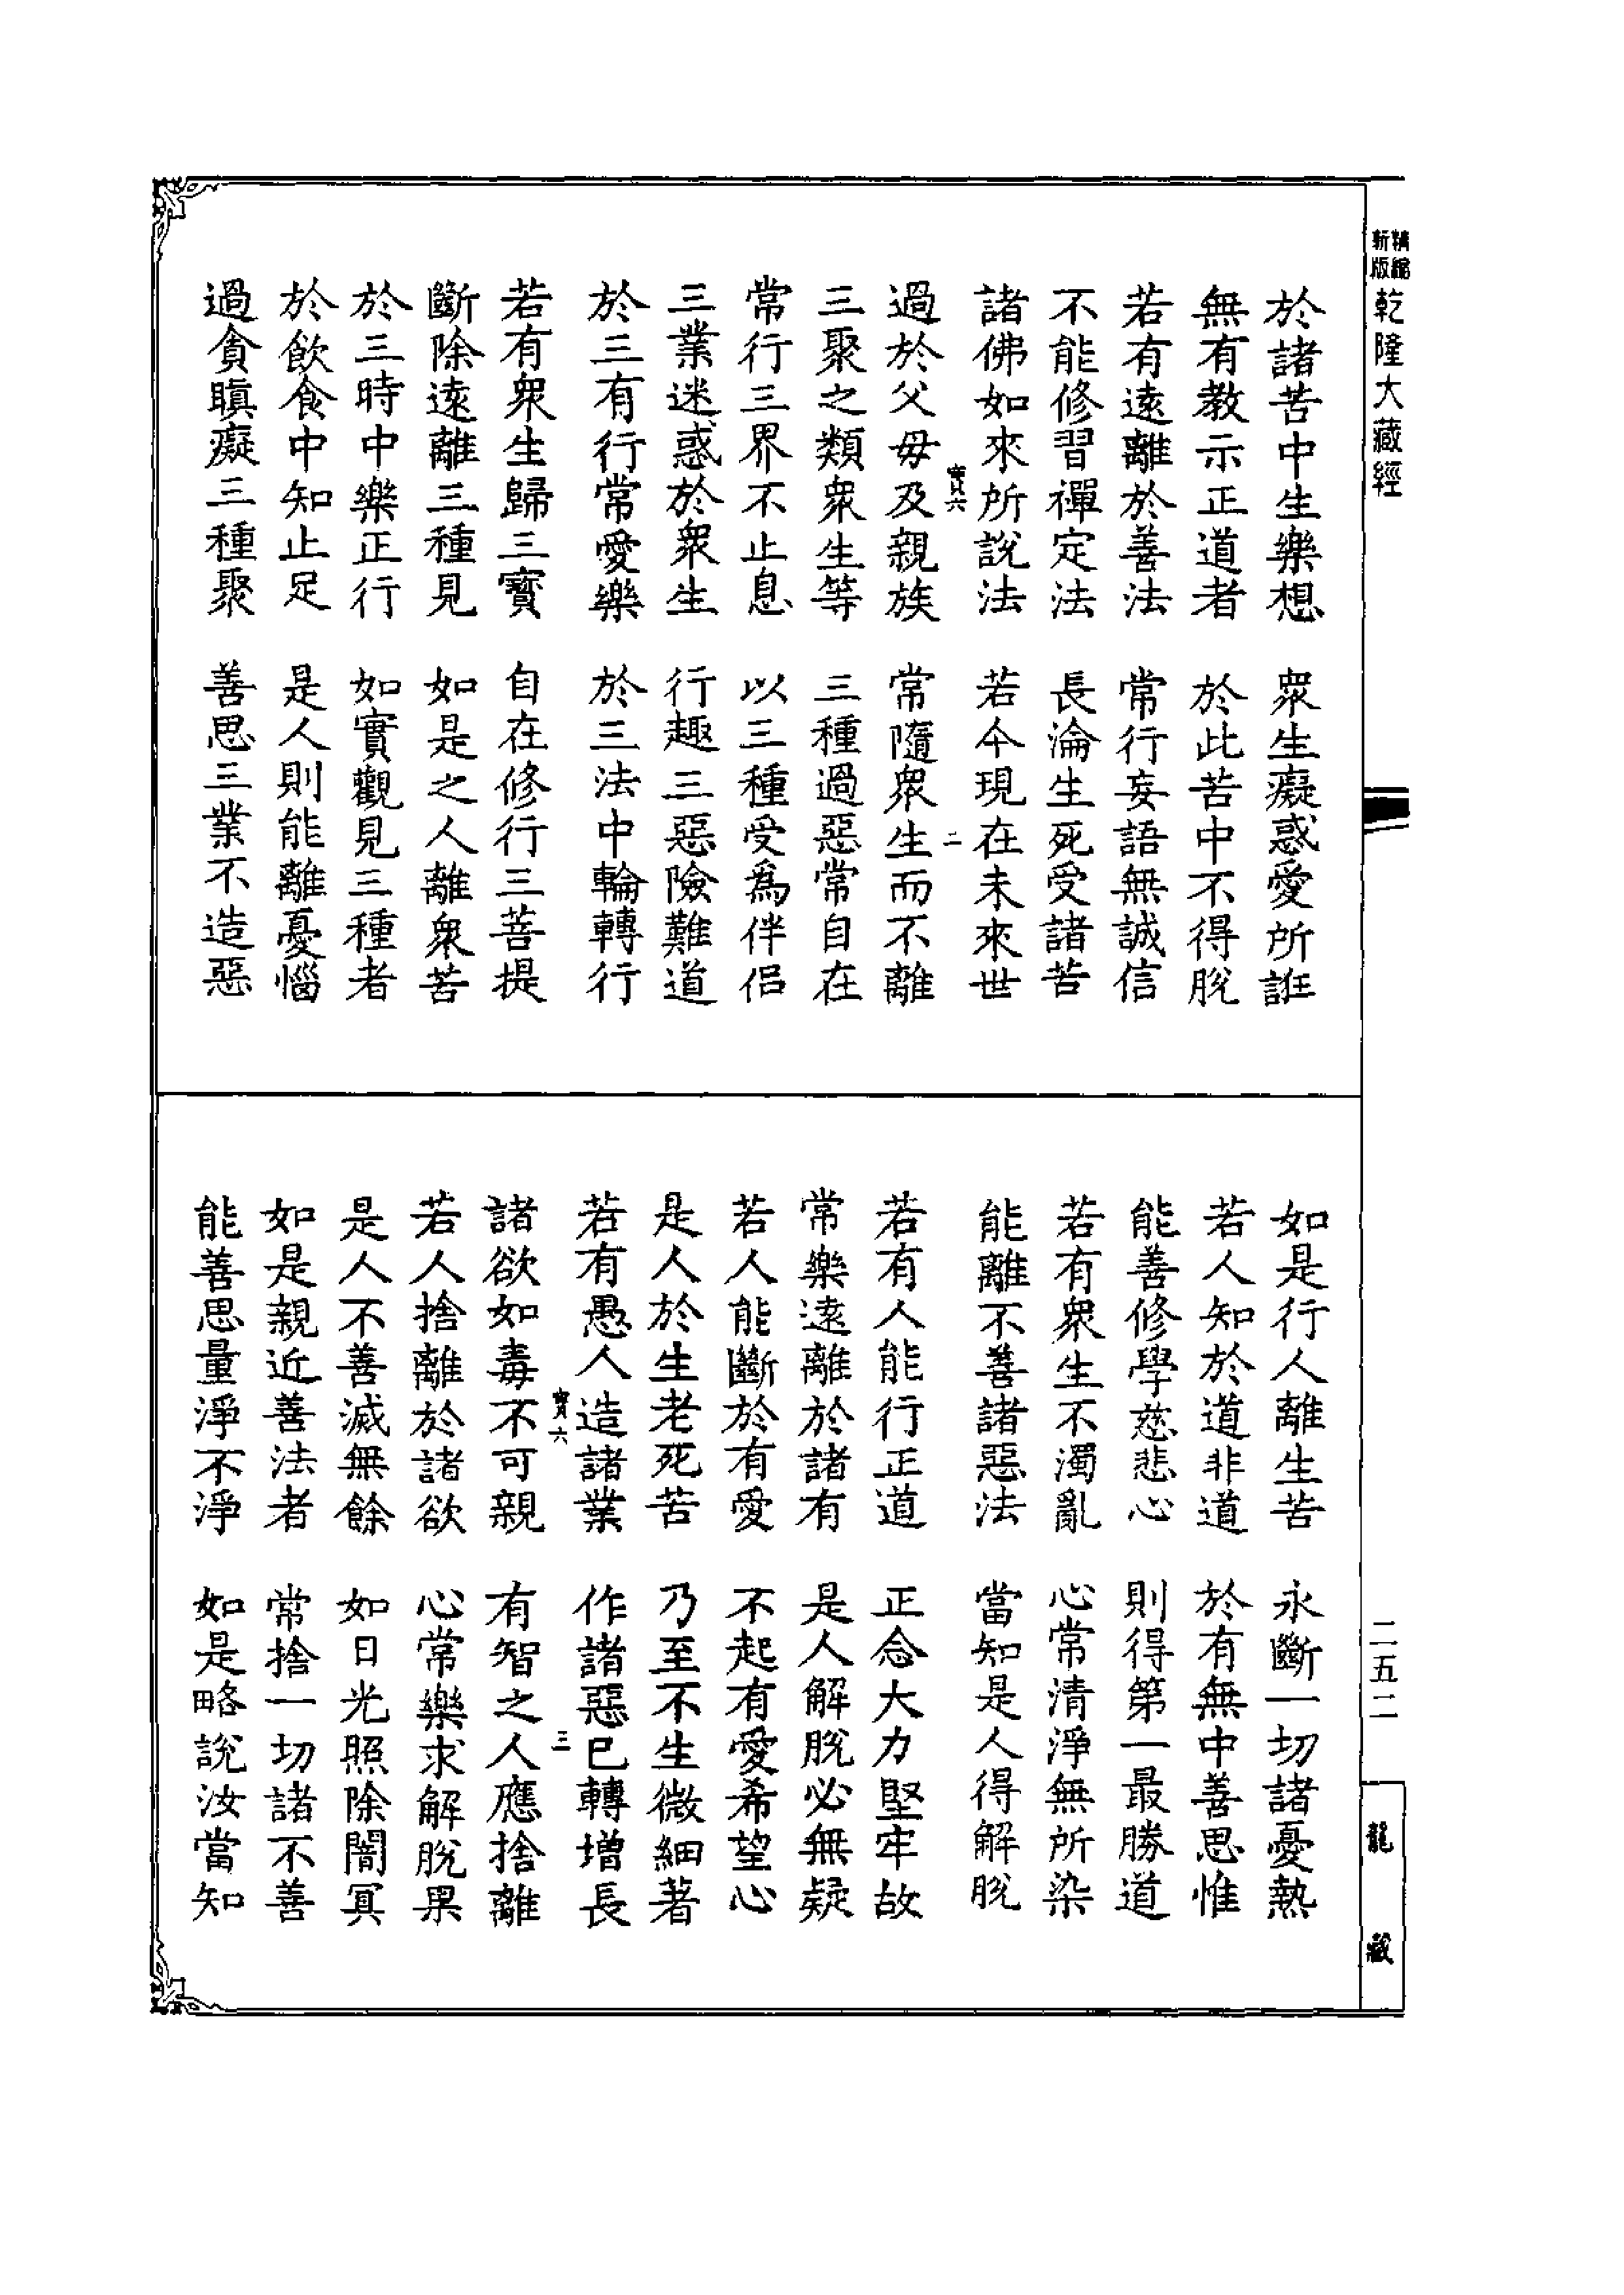 精縮新版乾隆大藏經
於諸苦中生樂想 眾生癡惑愛所誑
無有教示正道者 於此苦中不得脫
若有遠離於善法 常行妄語無誠信
不能修習禪定法 長淪生死受諸苦
諸佛如來所說法 若今現在未來世
寶六 二
過於父母及親族 常隨眾生而不離
三聚之類眾生等 三種過惡常自在
常行三界不止息 以三種受為伴侶
三業迷惑於眾生 行趣三惡險難道
於三有行常愛樂 於三法中輪轉行
若有眾生歸三寶 自在修行三菩提
斷除遠離三種見 如是之人離眾苦
於三時中樂正行 如實觀見三種者
於飲食中知止足 是人則能離憂惱
過貪瞋癡三種聚 善思三業不造惡
如是行人離生苦 永斷一切諸憂熱
若人知於道非道 於有無中善思惟
能善修學慈悲心 則得第一最勝道
若有眾生不濁亂 心常清淨無所染
能離不善諸惡法 當知是人得解脫
若有人能行正道 正念大力堅牢故
常樂遠離於諸有 是人解脫必無疑
若人能斷於有愛 不起有愛希望心
是人於生老死苦 乃至不生微細著
若有愚人造諸業 作諸惡已轉增長
寶六 三
諸欲如毒不可親 有智之人應捨離
若人捨離於諸欲 心常樂求解脫果
是人不善滅無餘 如日光照除闇冥
如是親近善法者 常捨一切諸不善
能善思量淨不淨 如是略說汝當知
二五二
龍藏